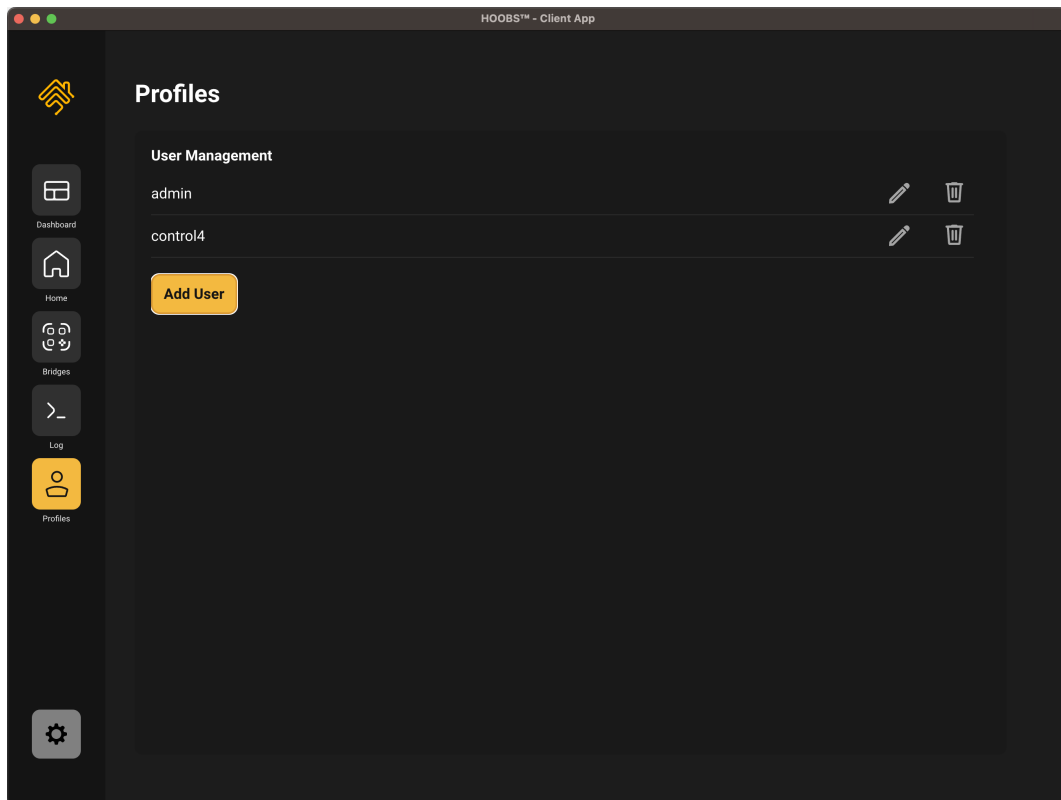 HOOBS™ - Client App
Profiles
User Management
admin
control4
Add User
Dashboard
Home
Bridges
Log
Profiles